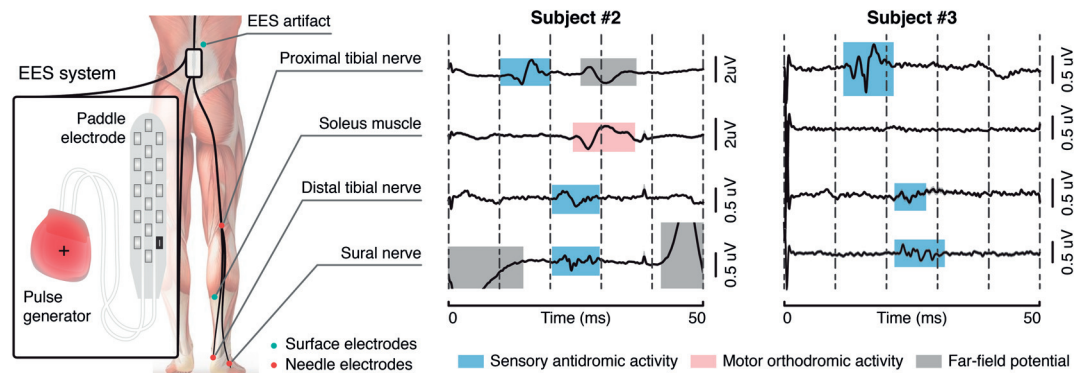 EES artifact
EES system
Proximal tibial nerve
Paddle
electrode
Soleus muscle
Distal tibial nerve
Sural nerve
+
-
Pulse
generator
Surface electrodes
Needle electrodes
Subject #2
2uV
2uV
0.5 uV
0.5 uV
0
Time (ms)
50
Subject #3
0.5 uV
0.5 uV
0.5 uV
0.5 uV
0
Time (ms)
50
Sensory antidromic activity
Motor orthodromic activity
Far-field potential